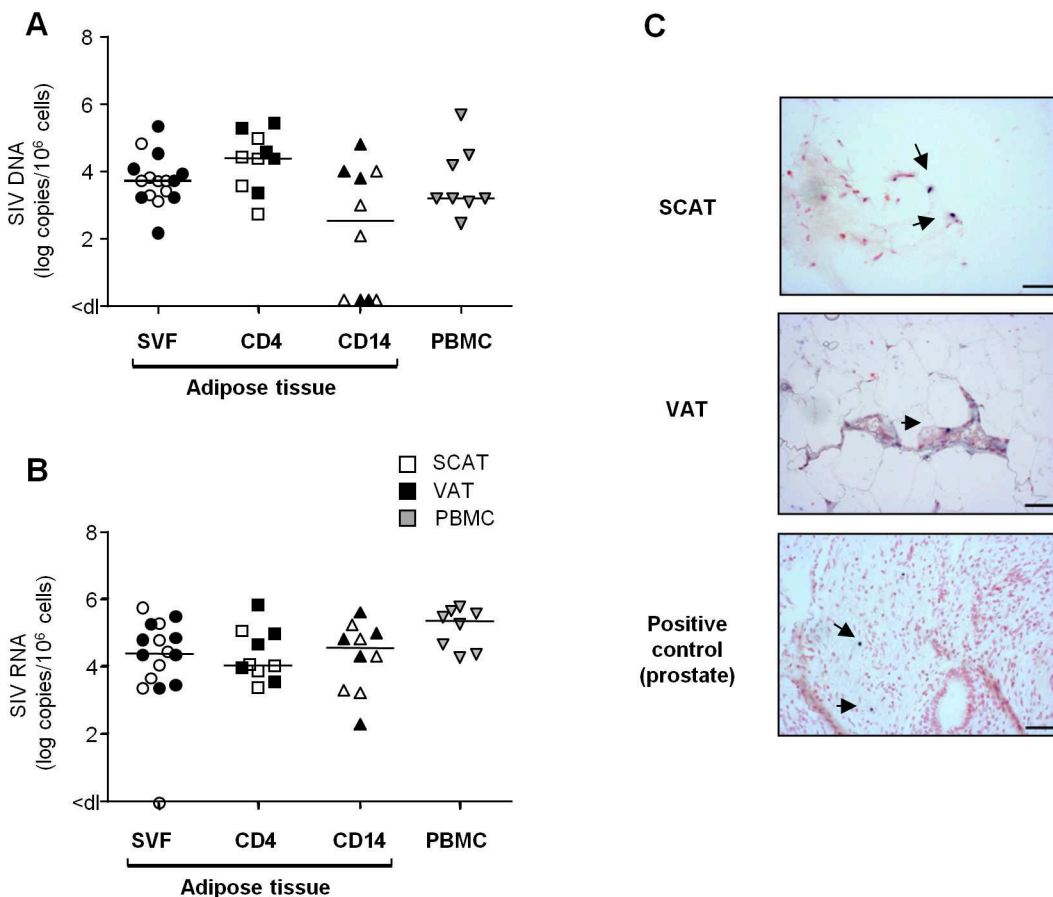 A
8
6
4
2
<dl
SIV DNA
(log copies/10⁶ cells)
SVF CD4 CD14 PBMC
Adipose tissue
B
SCAT
VAT
PBMC
8
6
4
2
<dl
SIV RNA
(log copies/10⁶ cells)
SVF CD4 CD14 PBMC
Adipose tissue
C
SCAT
VAT
Positive
control
(prostate)